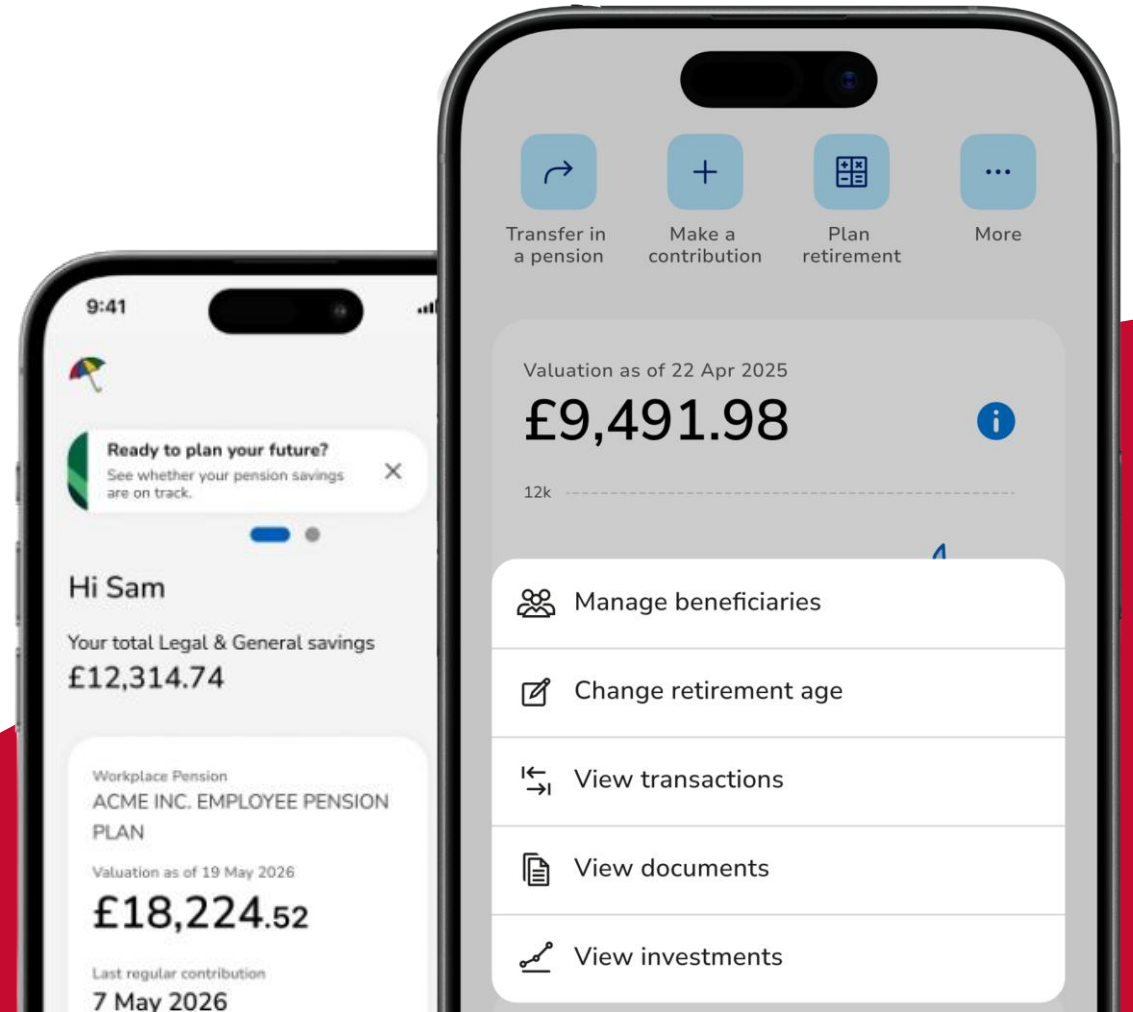 9:41
Ready to plan your future?
See whether your pension savings
are on track.
Hi Sam
Your total Legal & General savings
£12,314.74
Workplace Pension
ACME INC. EMPLOYEE PENSION
PLAN
Valuation as of 19 May 2026
£18,224.52
Last regular contribution
7 May 2026
Transfer in
a pension
Make a
contribution
Plan
retirement
More
Valuation as of 22 Apr 2025
£9,491.98
12k
Manage beneficiaries
Change retirement age
View transactions
View documents
View investments